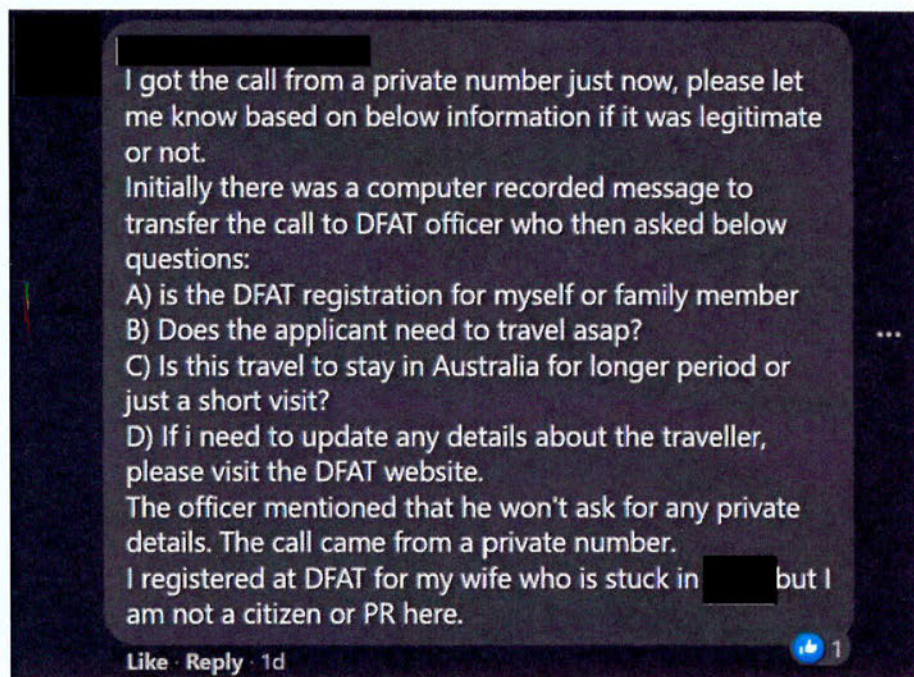 I got the call from a private number just now, please let
me know based on below information if it was legitimate
or not.
Initially there was a computer recorded message to
transfer the call to DFAT officer who then asked below
questions:
A) is the DFAT registration for myself or family member
B) Does the applicant need to travel asap?
C) Is this travel to stay in Australia for longer period or
just a short visit?
D) If i need to update any details about the traveller,
please visit the DFAT website.
The officer mentioned that he won't ask for any private
details. The call came from a private number.
I registered at DFAT for my wife who is stuck in but I
am not a citizen or PR here.
Like · Reply · 1d
1